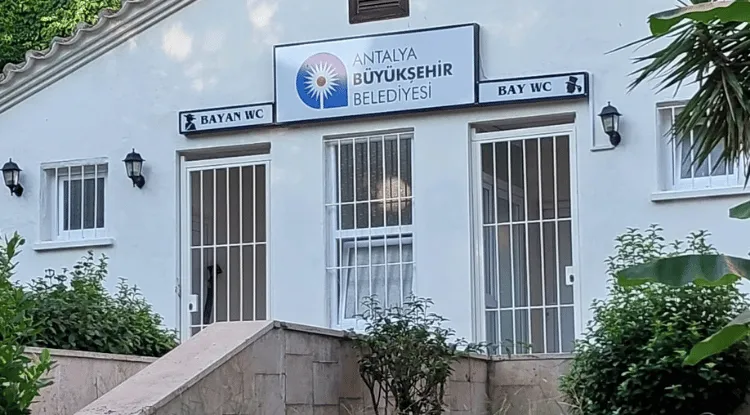 ANTALYA
BÜYÜKŞEHİR
BELEDİYESİ
BAYAN WC
BAY WC